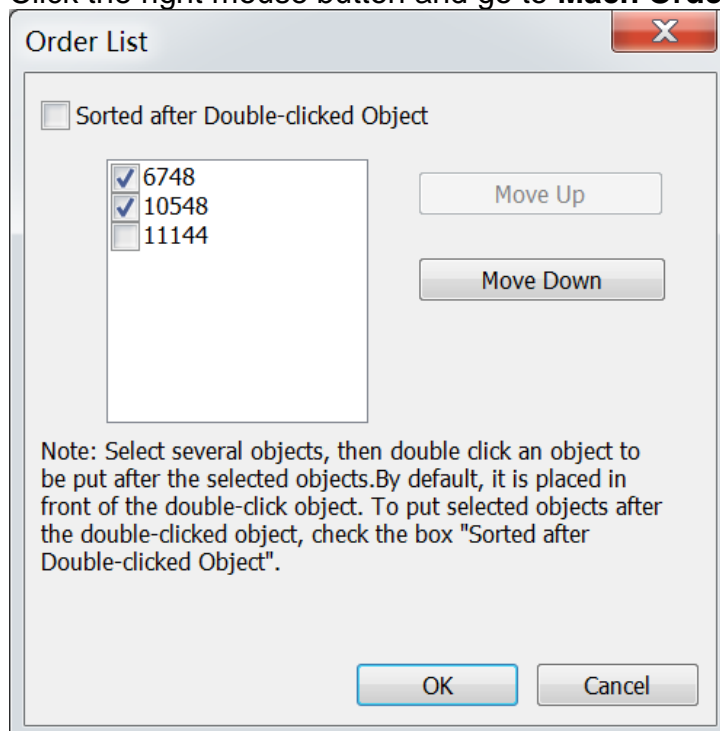 Click the right mouse button and go to Mach Orde
Order List
X
Sorted after Double-clicked Object
6748
10548
11144
Move Up
Move Down
Note: Select several objects, then double click an object to
be put after the selected objects.By default, it is placed in
front of the double-click object. To put selected objects after
the double-clicked object, check the box "Sorted after
Double-clicked Object".
OK
Cancel